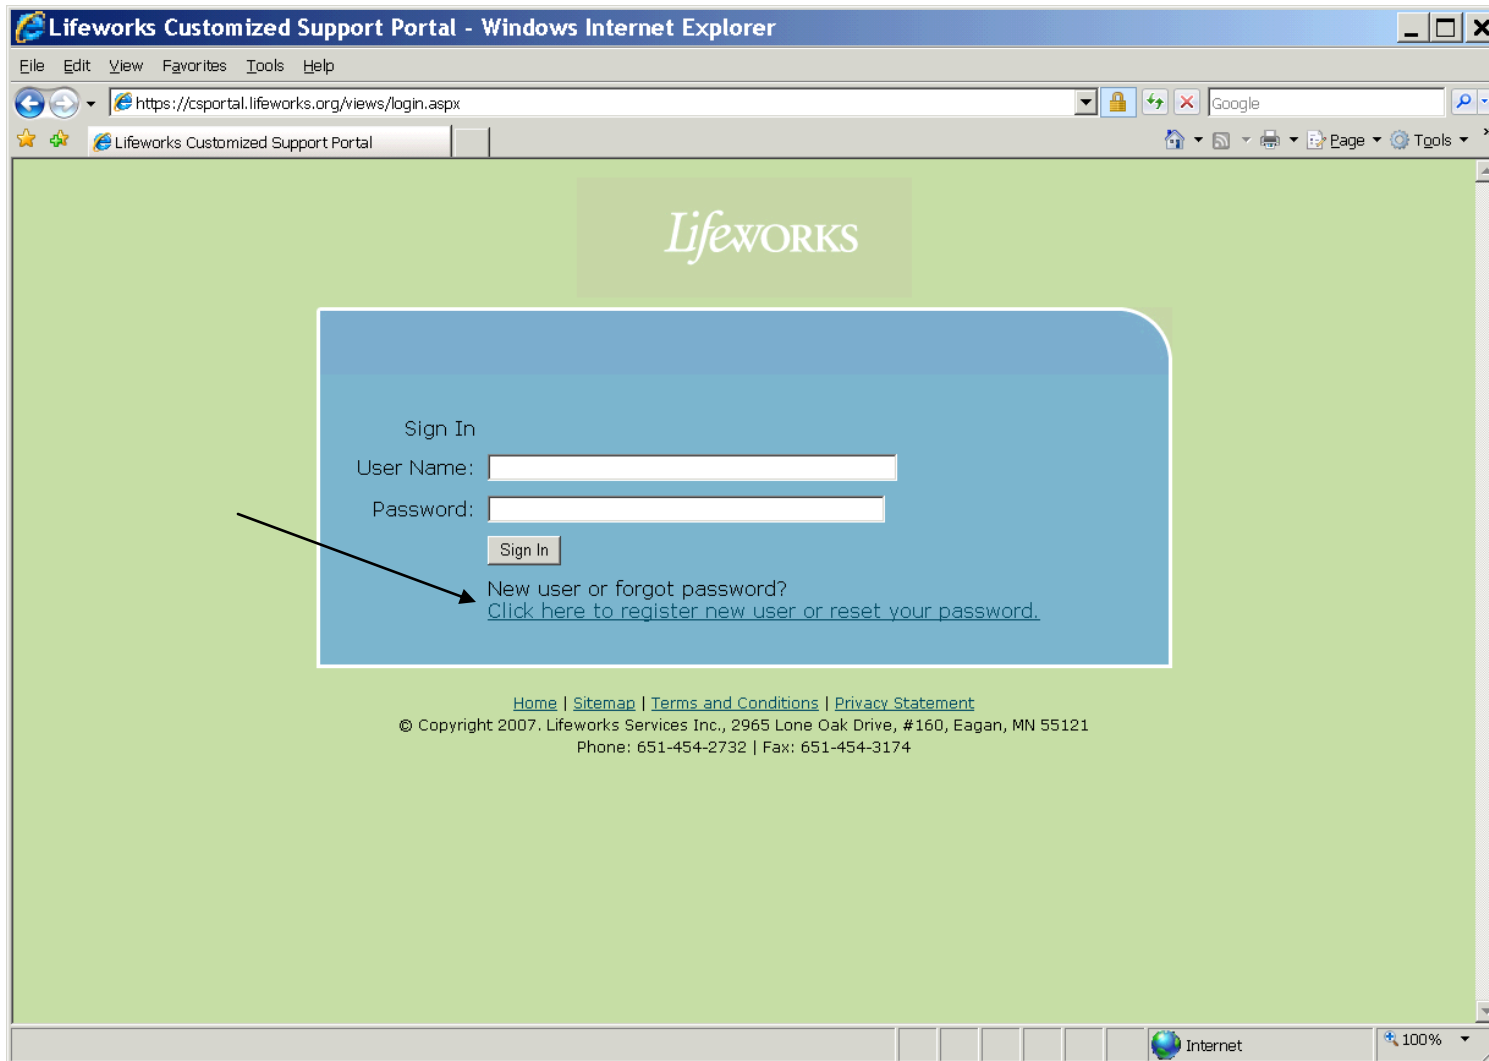 Lifeworks Customized Support Portal - Windows Internet Explorer
File Edit View Favorites Tools Help
https://csportal.lifeworks.org/views/login.aspx Google
Lifeworks Customized Support Portal Page Tools
Lifeworks
Sign In
User Name:
Password:
Sign In
New user or forgot password?
Click here to register new user or reset your password.
Home | Sitemap | Terms and Conditions | Privacy Statement
© Copyright 2007. Lifeworks Services Inc., 2965 Lone Oak Drive, #160, Eagan, MN 55121
Phone: 651-454-2732 | Fax: 651-454-3174
Internet 100%